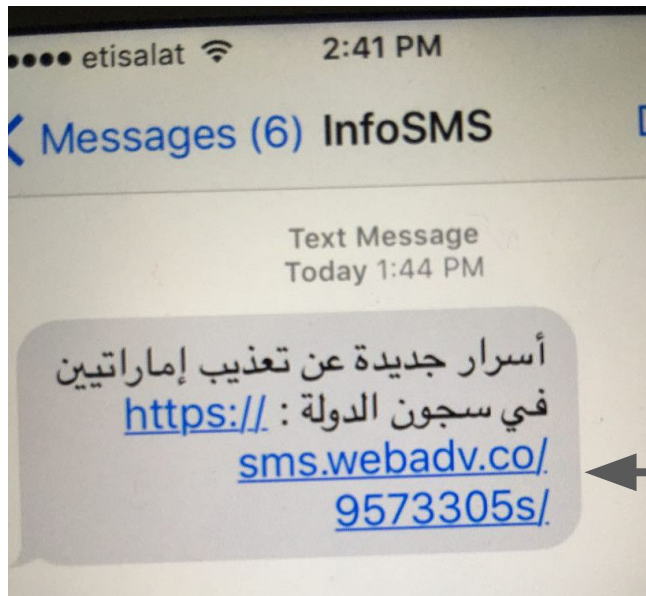 etisalat 2:41 PM
Messages (6) InfoSMS
Text Message
Today 1:44 PM
أسرار جديدة عن تعذيب إماراتيين
في سجون الدولة : https://
sms.webadv.co/
9573305s/